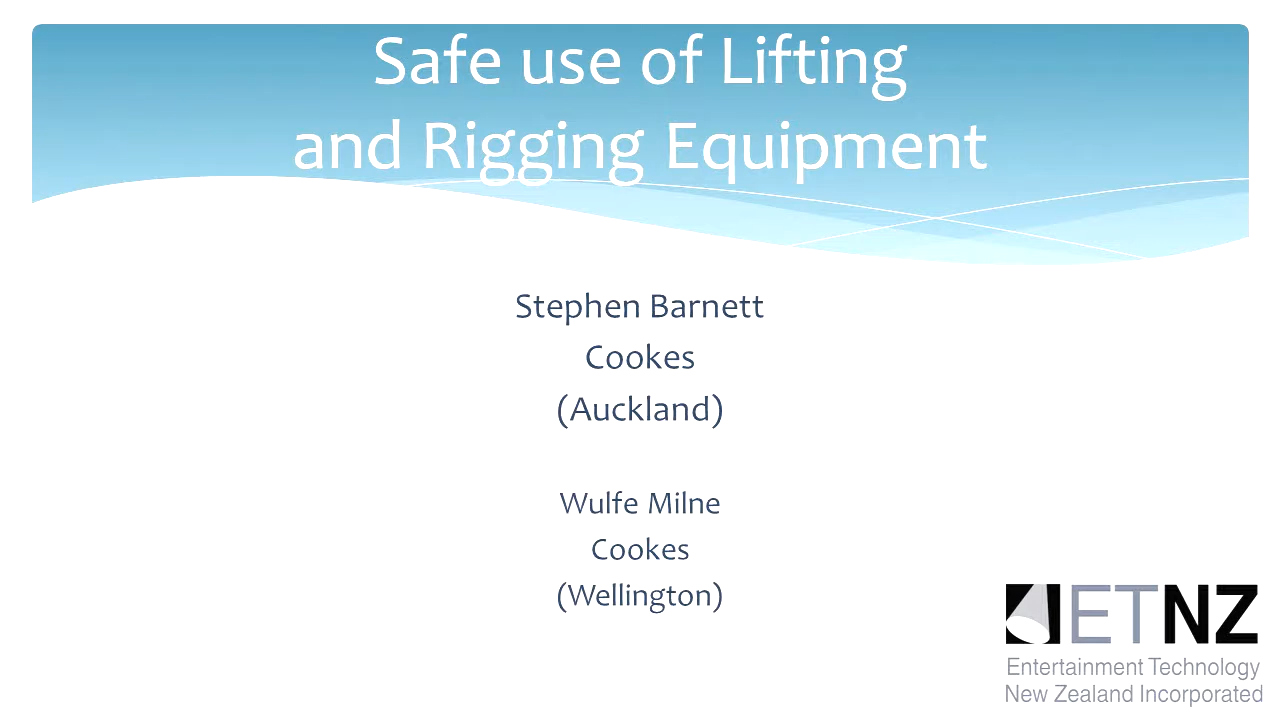 Safe use of Lifting
and Rigging Equipment
Stephen Barnett
Cookes
(Auckland)
Wulfe Milne
Cookes
(Wellington)
ETNZ
Entertainment Technology
New Zealand Incorporated